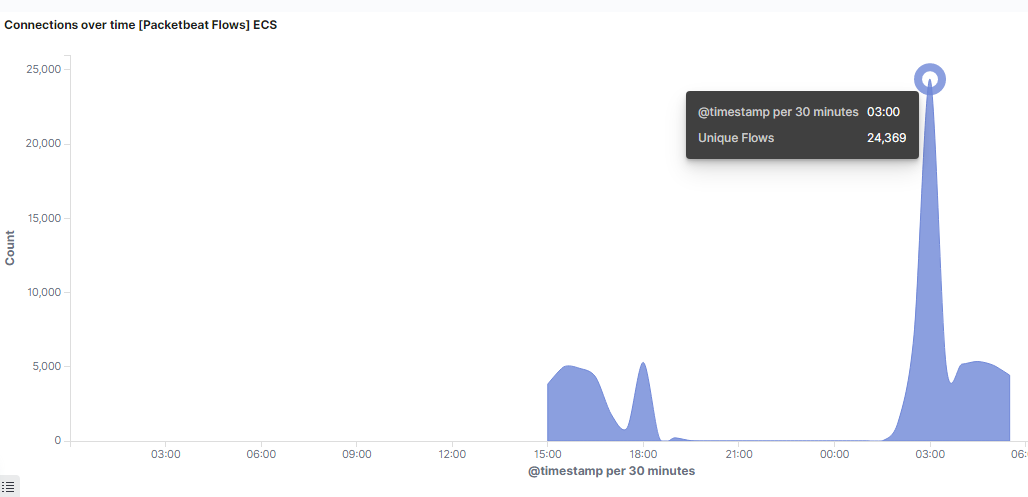 Connections over time [Packetbeat Flows] ECS
25,000
20,000
15,000
10,000
5,000
0
Count
@timestamp per 30 minutes 03:00
Unique Flows 24,369
03:00 06:00 09:00 12:00 15:00 18:00 21:00 00:00 03:00 06:
@timestamp per 30 minutes